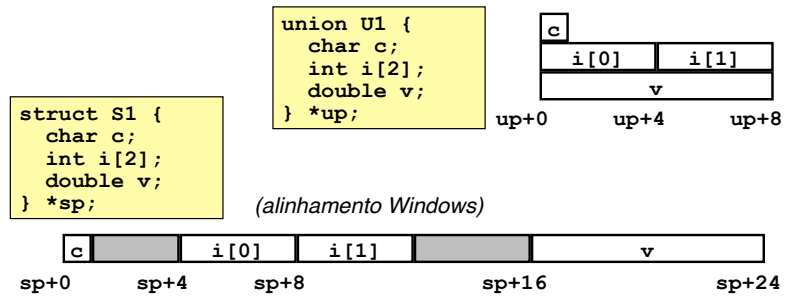 union U1 {
  char c;
  int i[2];
  double v;
} *up;
c
i[0] i[1]
v
up+0 up+4 up+8
struct S1 {
  char c;
  int i[2];
  double v;
} *sp;
(alinhamento Windows)
c i[0] i[1] v
sp+0 sp+4 sp+8 sp+16 sp+24